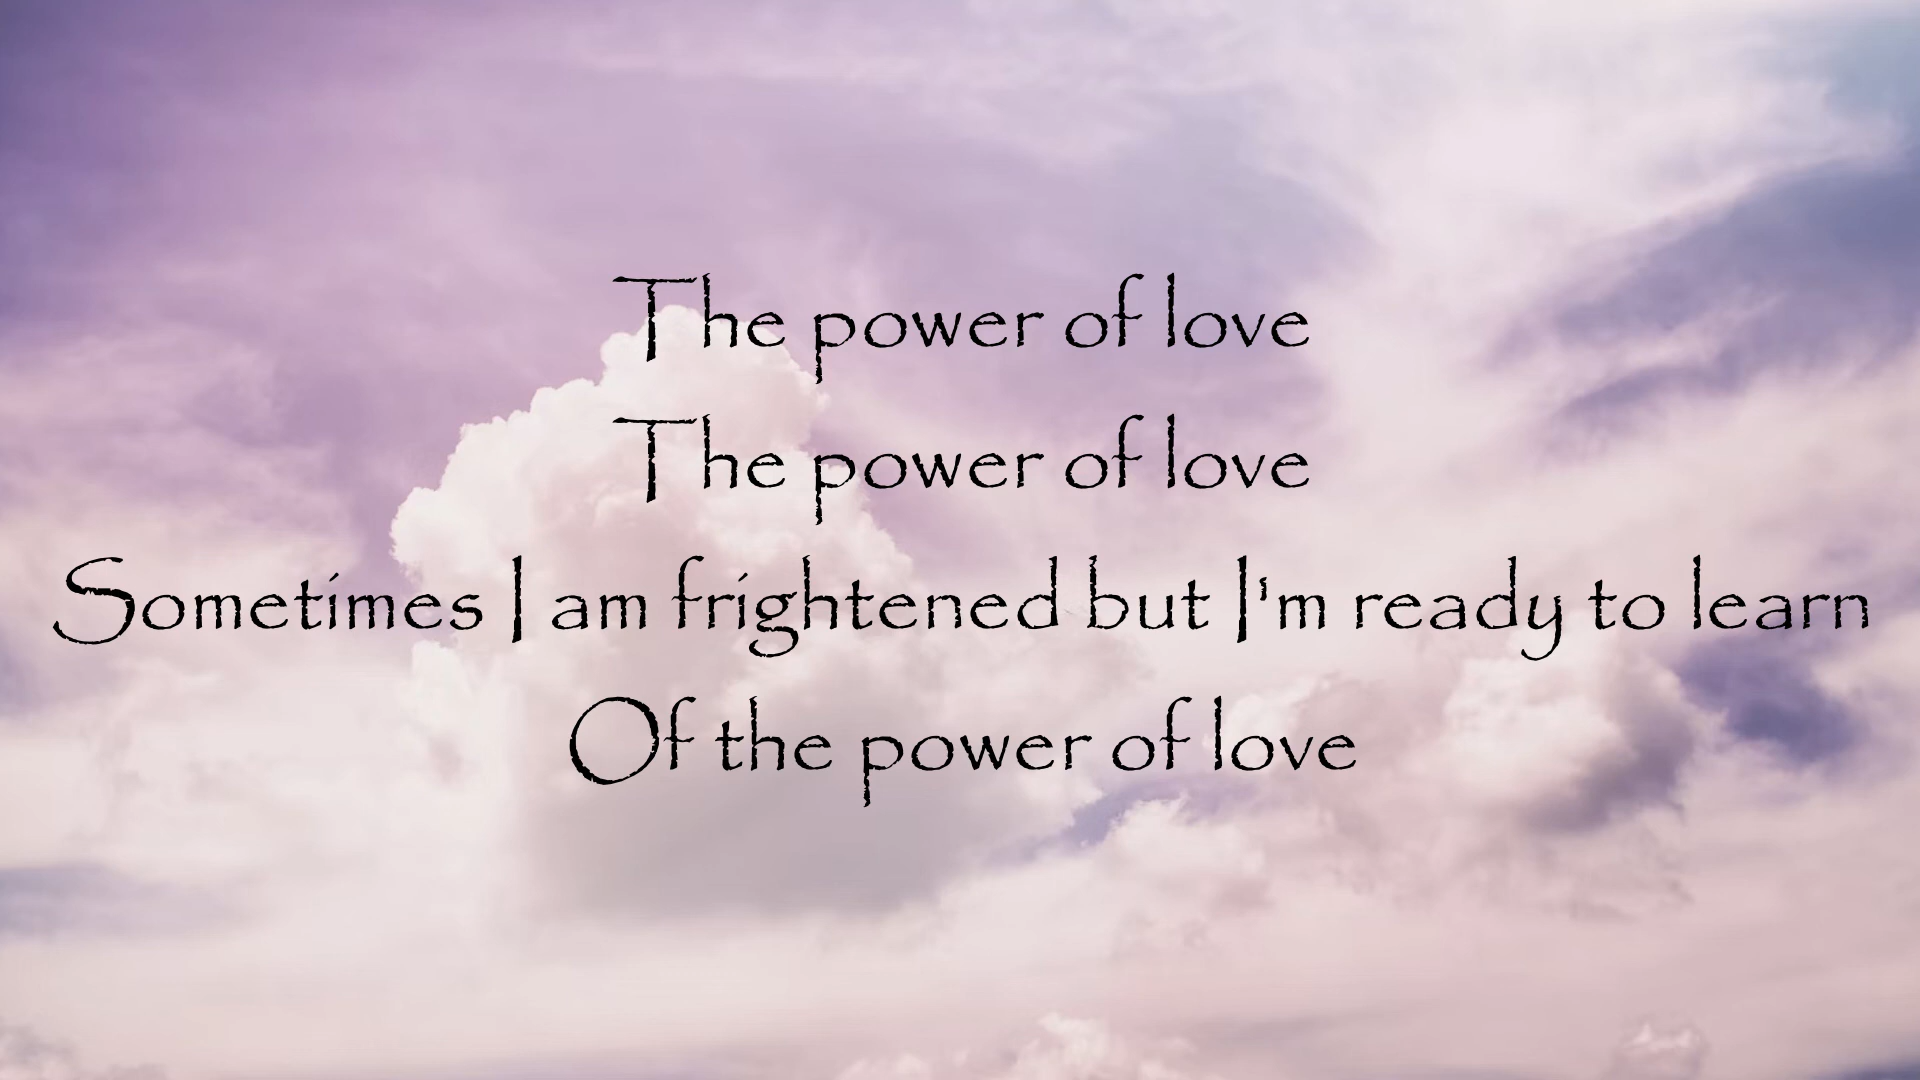 The power of love
The power of love
Sometimes I am frightened but I'm ready to learn
Of the power of love